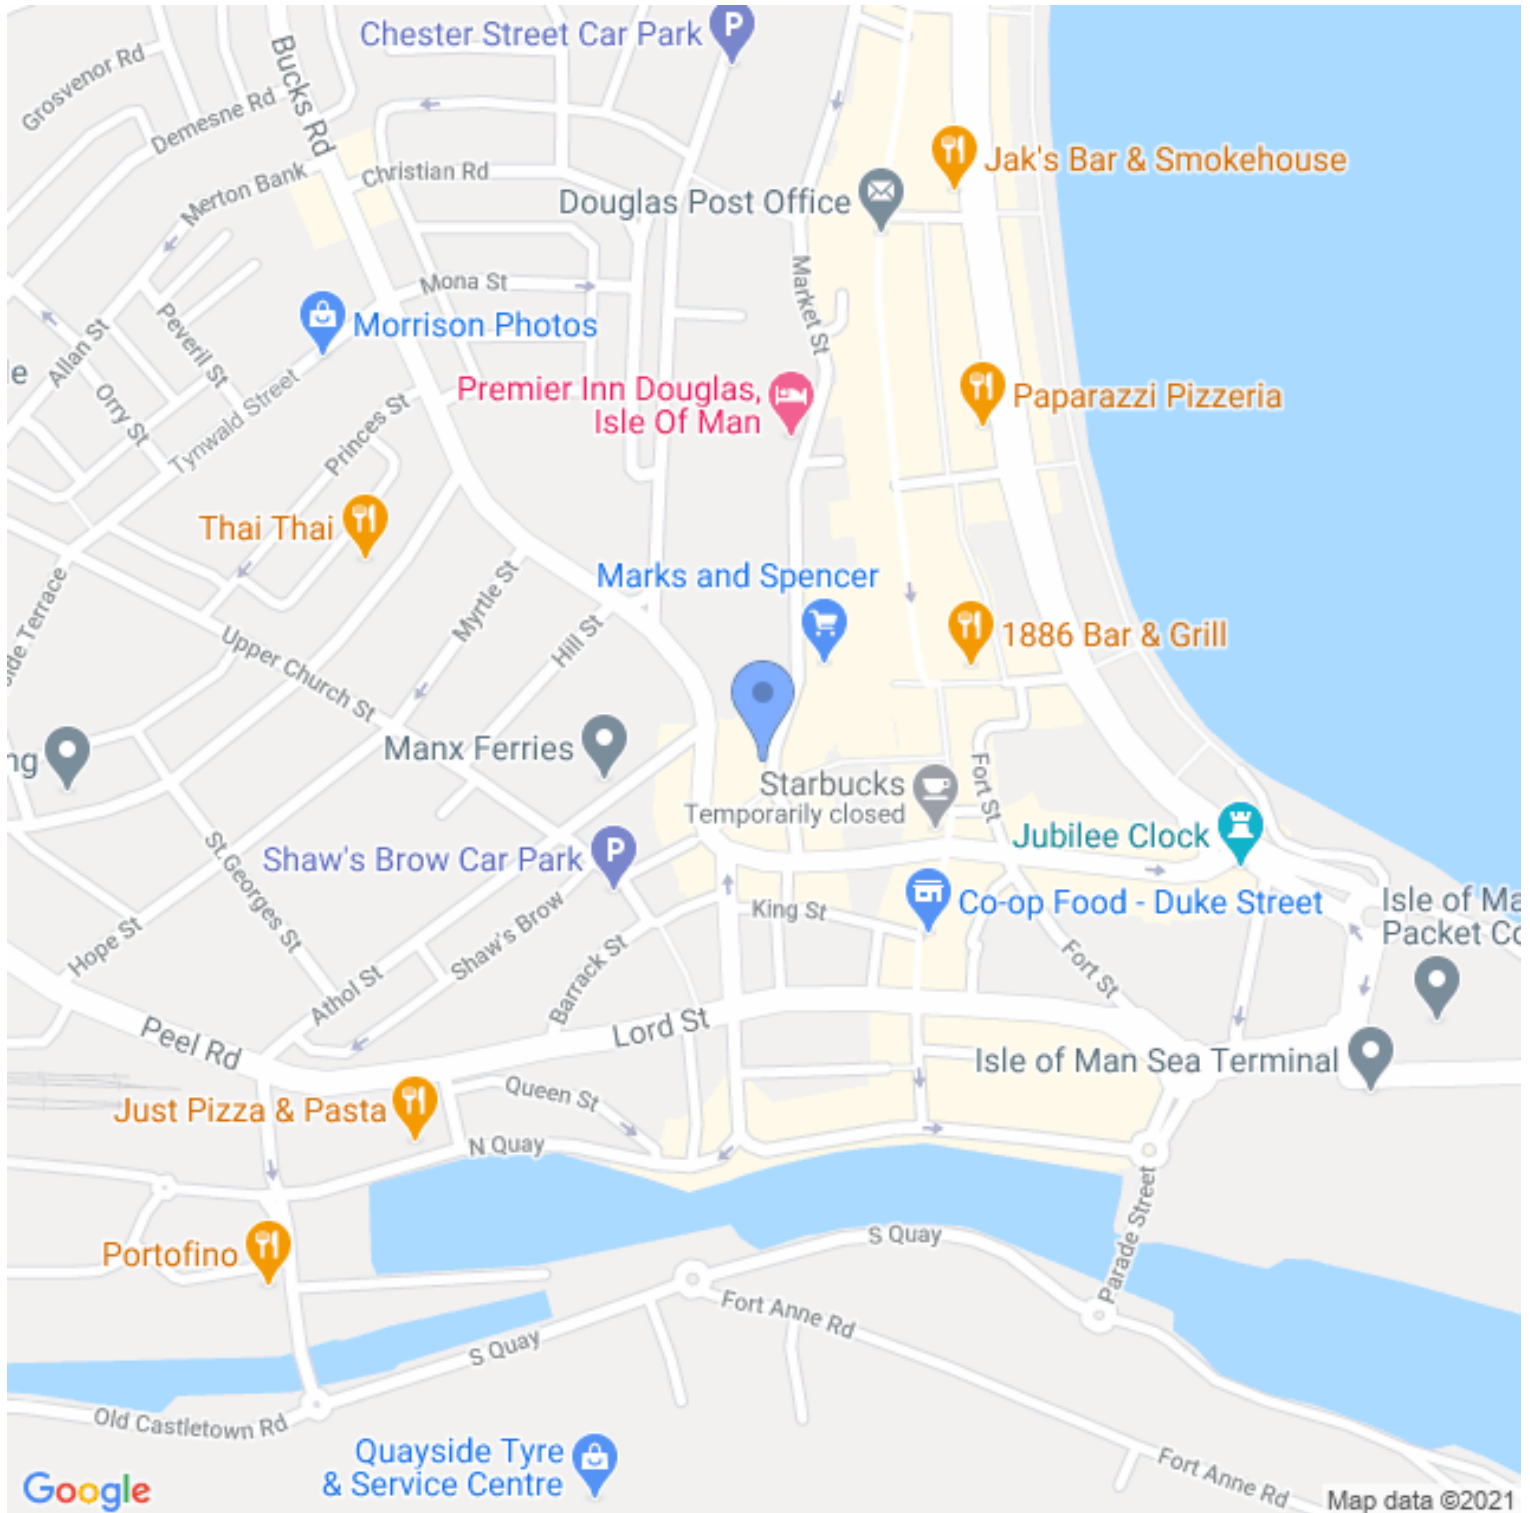 Chester Street Car Park
P
Grosvenor Rd
Bucks Rd
Demesne Rd
Jak's Bar & Smokehouse
Merton Bank
Christian Rd
Douglas Post Office
Market St
Mona St
Peveril St
Morrison Photos
Allan St
le
Orry St
Premier Inn Douglas,
Isle Of Man
Paparazzi Pizzeria
Tynwald Street
Princes St
Thai Thai
Marks and Spencer
Myrtle St
Hill St
side Terrace
1886 Bar & Grill
Upper Church St
ng
Manx Ferries
Fort St
Starbucks
Temporarily closed
Jubilee Clock
St Georges St
Shaw's Brow Car Park
P
King St
Co-op Food - Duke Street
Isle of Ma
Packet Co
Hope St
Shaw's Brow
Athol St
Barrack St
Fort St
Peel Rd
Lord St
Isle of Man Sea Terminal
Queen St
Just Pizza & Pasta
N Quay
Parade Street
Portofino
S Quay
Fort Anne Rd
S Quay
Old Castletown Rd
Quayside Tyre
& Service Centre
Fort Anne Rd
Google
Map data ©2021